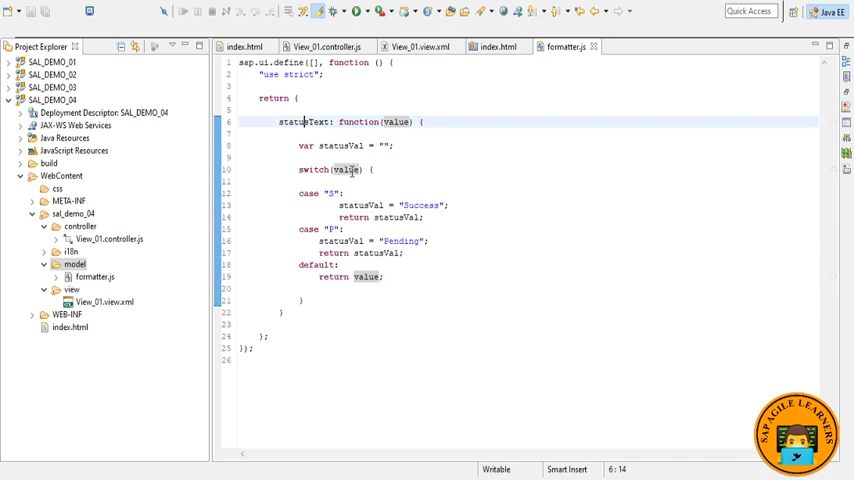 Quick Access
Java EE
Project Explorer
index.html
View_01.controller.js
View_01.view.xml
index.html
formatter.js
SAL_DEMO_01
SAL_DEMO_02
SAL_DEMO_03
SAL_DEMO_04
Deployment Descriptor: SAL_DEMO_04
JAX-WS Web Services
Java Resources
JavaScript Resources
build
WebContent
css
META-INF
sal_demo_04
controller
View_01.controller.js
i18n
model
formatter.js
view
View_01.view.xml
WEB-INF
index.html
1 sap.ui.define([], function () {
2 "use strict";
3
4 return {
5
6 statusText: function(value) {
7
8 var statusVal = "";
9
10 switch(value) {
11
12 case "S":
13 statusVal = "Success";
14 return statusVal;
15 case "P":
16 statusVal = "Pending";
17 return statusVal;
18 default:
19 return value;
20
21 }
22 }
23
24 };
25 });
26
Writable
Smart Insert
6 : 14
SAP AGILE LEARNERS